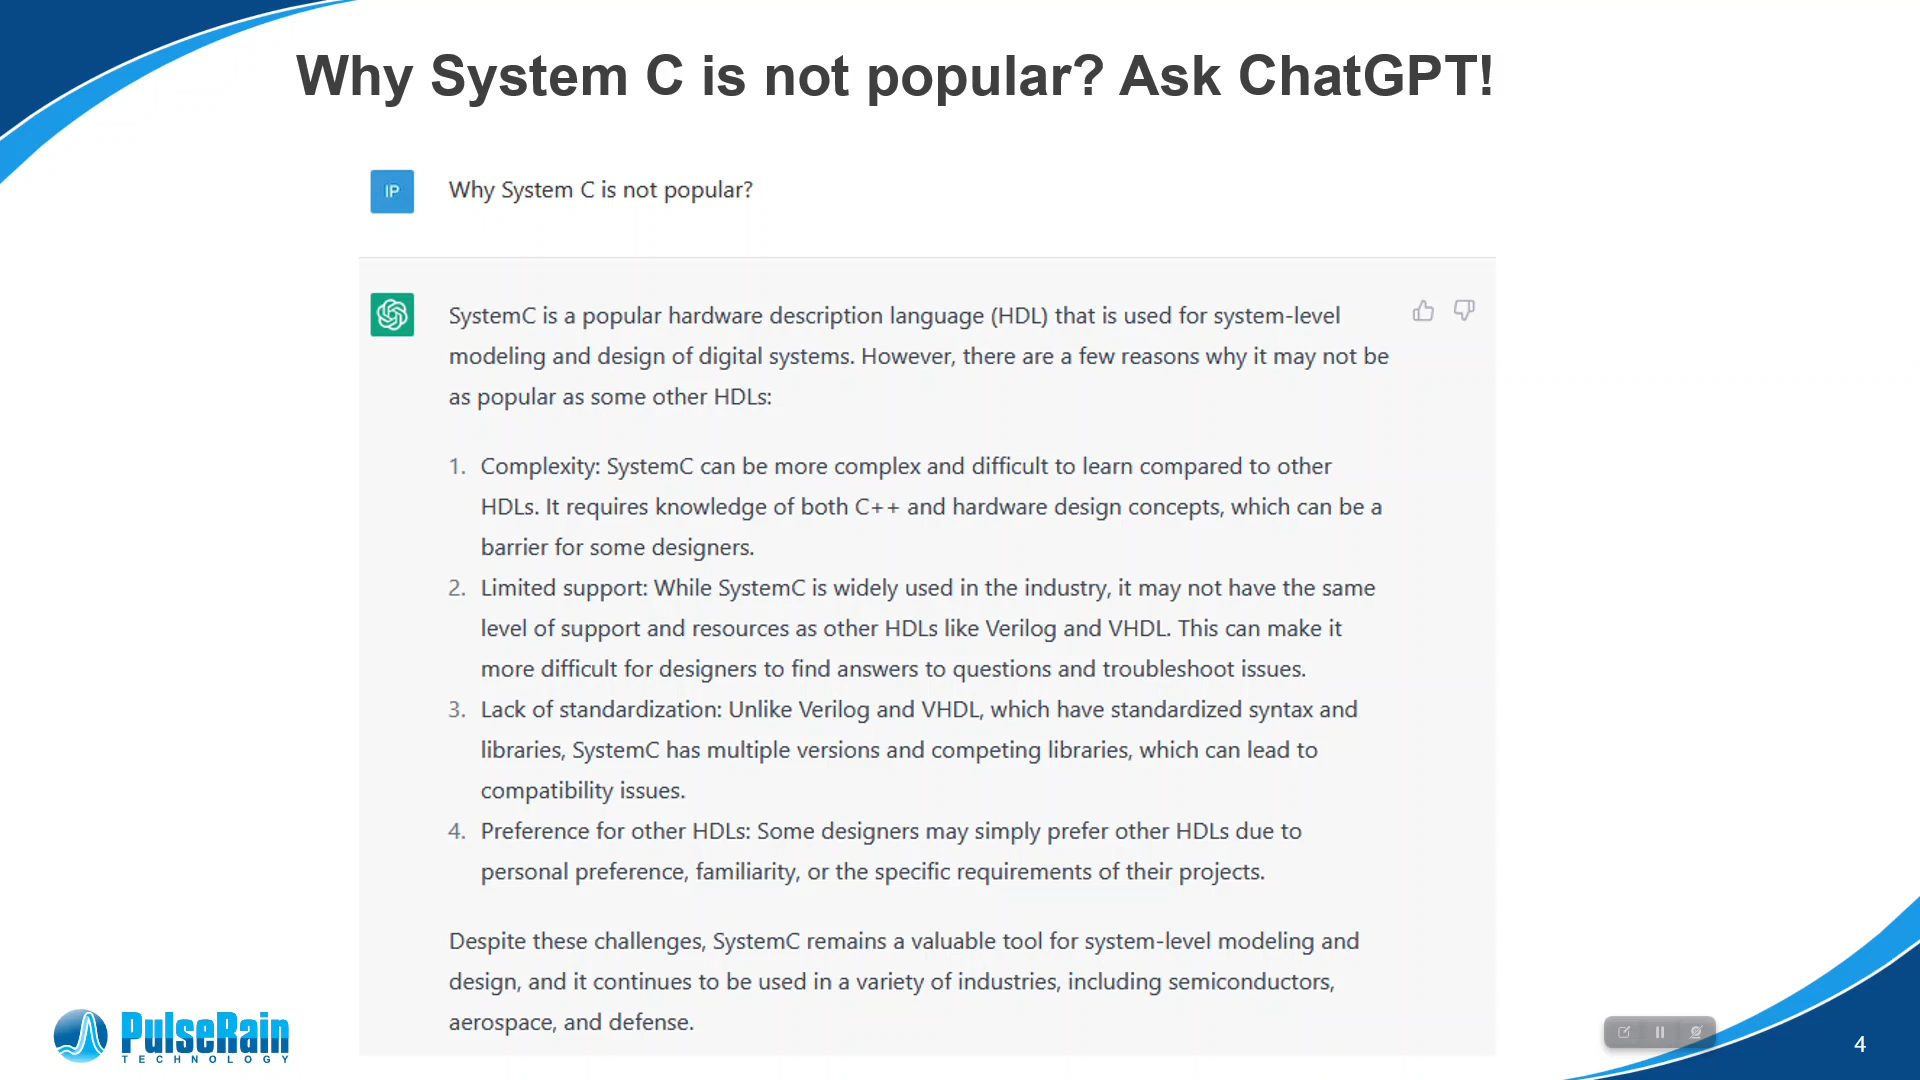 Why System C is not popular? Ask ChatGPT!
IP
Why System C is not popular?
SystemC is a popular hardware description language (HDL) that is used for system-level
modeling and design of digital systems. However, there are a few reasons why it may not be
as popular as some other HDLs:
1. Complexity: SystemC can be more complex and difficult to learn compared to other
HDLs. It requires knowledge of both C++ and hardware design concepts, which can be a
barrier for some designers.
2. Limited support: While SystemC is widely used in the industry, it may not have the same
level of support and resources as other HDLs like Verilog and VHDL. This can make it
more difficult for designers to find answers to questions and troubleshoot issues.
3. Lack of standardization: Unlike Verilog and VHDL, which have standardized syntax and
libraries, SystemC has multiple versions and competing libraries, which can lead to
compatibility issues.
4. Preference for other HDLs: Some designers may simply prefer other HDLs due to
personal preference, familiarity, or the specific requirements of their projects.
Despite these challenges, SystemC remains a valuable tool for system-level modeling and
design, and it continues to be used in a variety of industries, including semiconductors,
aerospace, and defense.
PulseRain
TECHNOLOGY
4